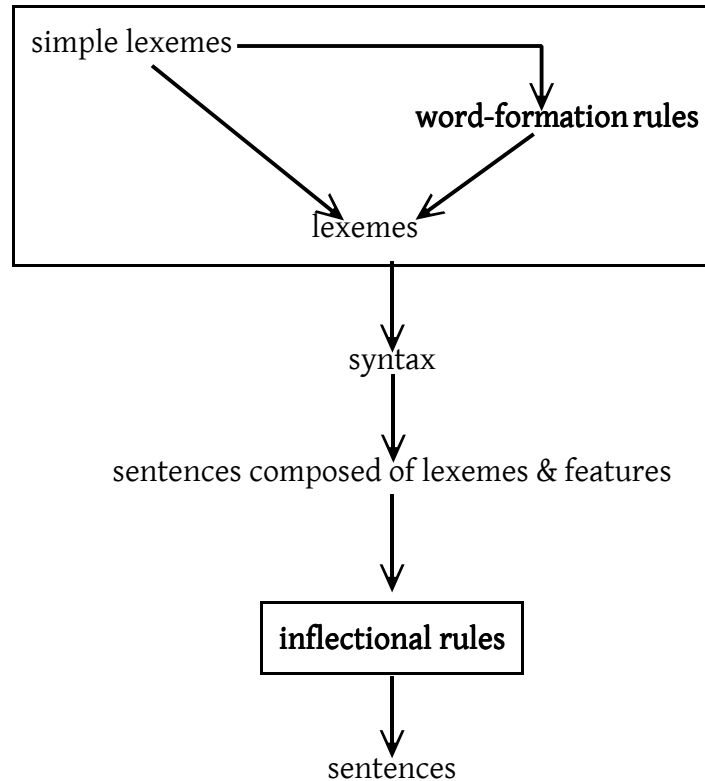 simple lexemes
word-formation rules
lexemes
syntax
sentences composed of lexemes & features
inflectional rules
sentences